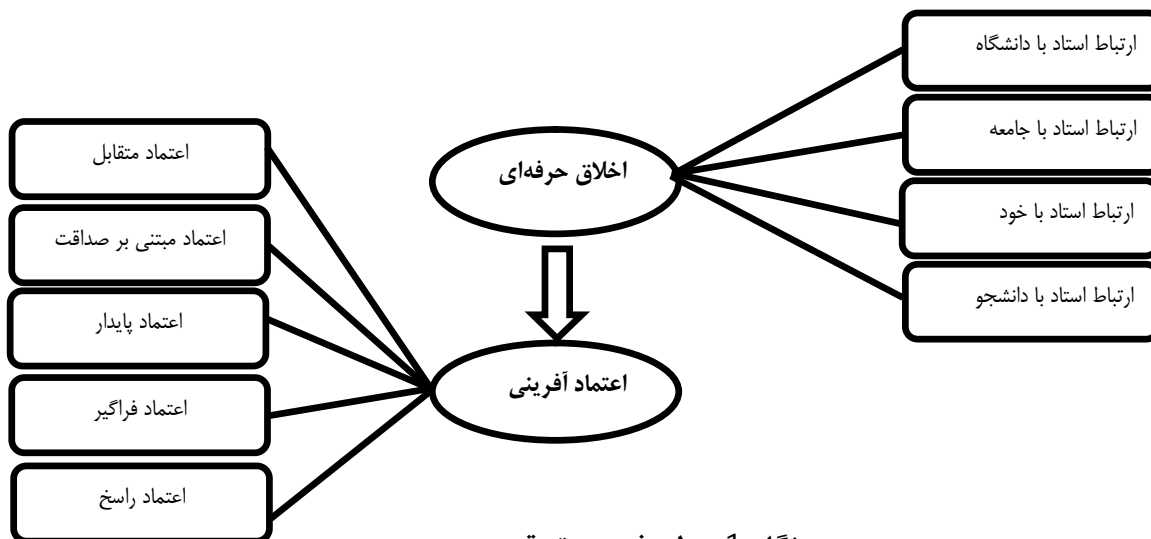 ارتباط استاد با دانشگاه
ارتباط استاد با جامعه
ارتباط استاد با خود
ارتباط استاد با دانشجو
اخلاق حرفه‌ای
اعتماد آفرینی
اعتماد متقابل
اعتماد مبتنی بر صداقت
اعتماد پایدار
اعتماد فراگیر
اعتماد راسخ